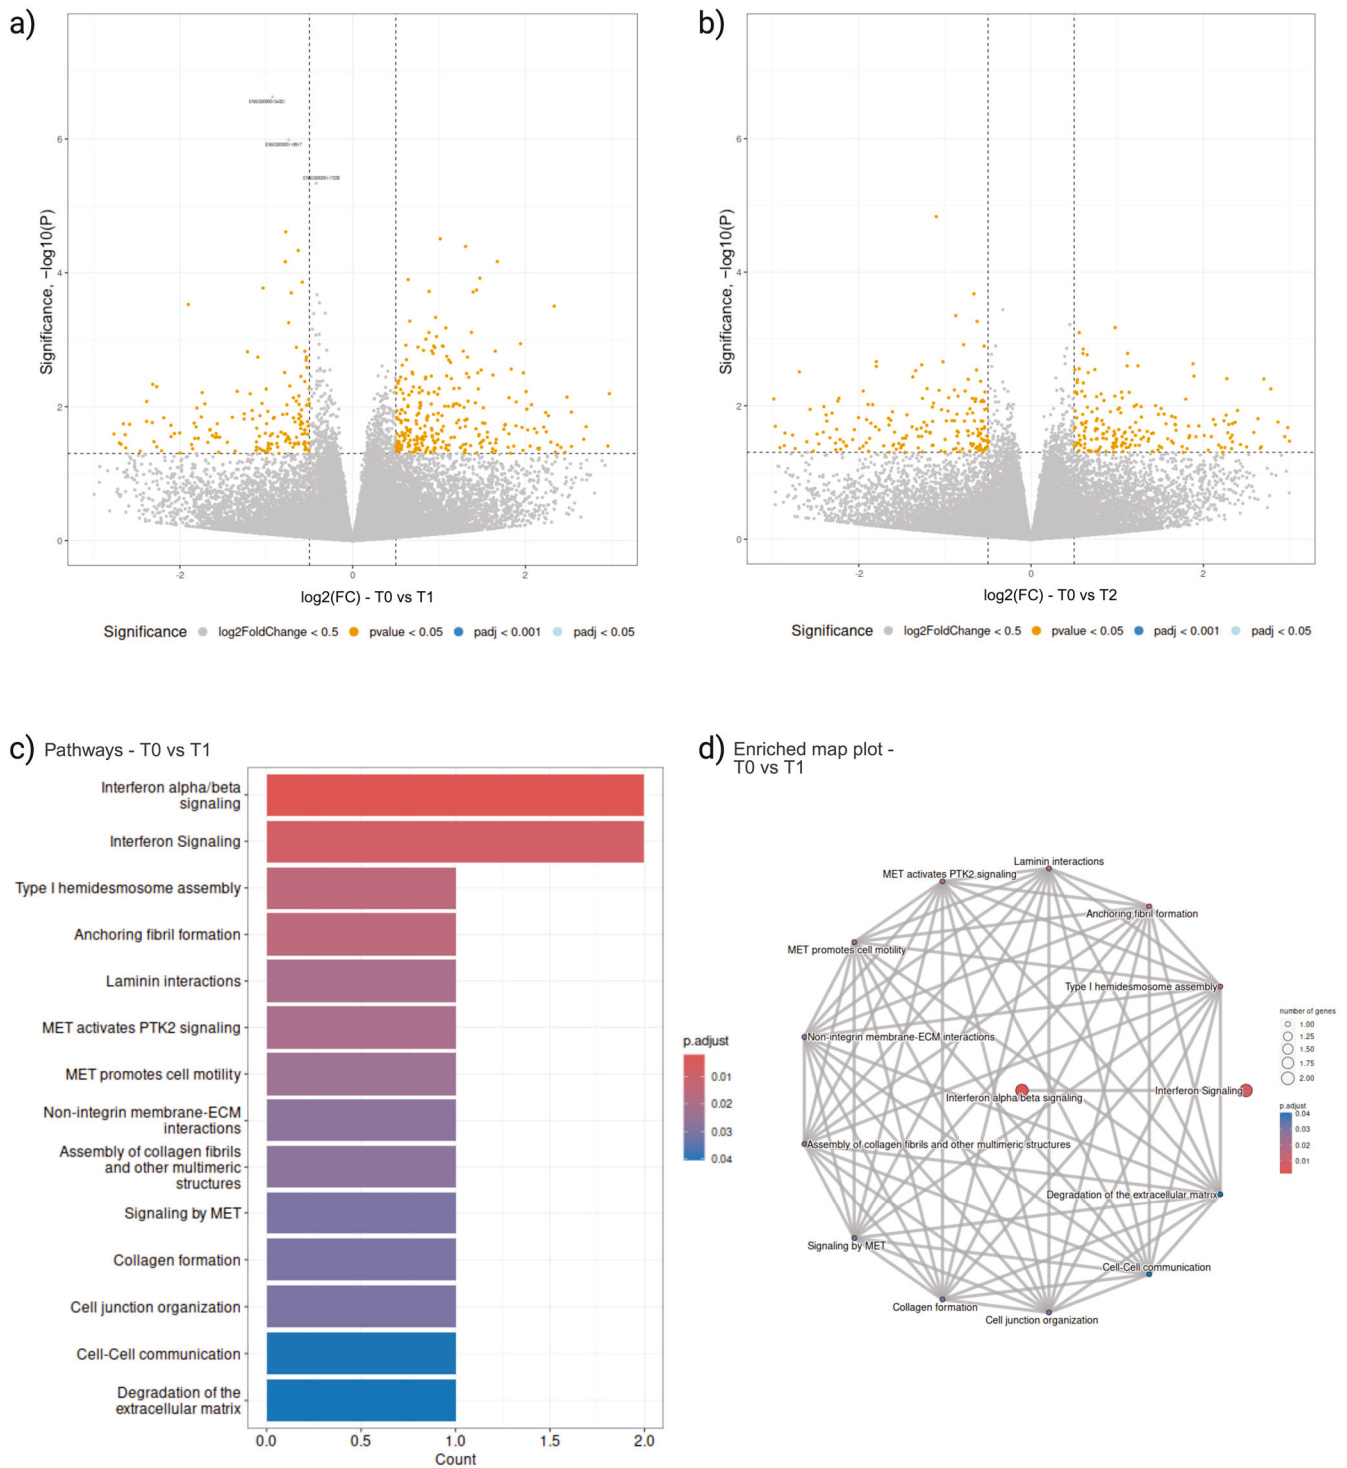 a)
6
4
2
0
-2
0
2
Significance, −log10(P)
log2(FC) - T0 vs T1
Significance
log2FoldChange < 0.5
pvalue < 0.05
padj < 0.001
padj < 0.05
b)
6
4
2
0
-2
0
2
Significance, −log10(P)
log2(FC) - T0 vs T2
Significance
log2FoldChange < 0.5
pvalue < 0.05
padj < 0.001
padj < 0.05
c)
Pathways - T0 vs T1
Interferon alpha/beta
signaling
Interferon Signaling
Type I hemidesmosome assembly
Anchoring fibril formation
Laminin interactions
MET activates PTK2 signaling
MET promotes cell motility
Non-integrin membrane-ECM
interactions
Assembly of collagen fibrils
and other multimeric
structures
Signaling by MET
Collagen formation
Cell junction organization
Cell-Cell communication
Degradation of the
extracellular matrix
0.0
0.5
1.0
1.5
2.0
Count
p.adjust
0.01
0.02
0.03
0.04
d)
Enriched map plot -
T0 vs T1
Laminin interactions
MET activates PTK2 signaling
Anchoring fibril formation
MET promotes cell motility
Type I hemidesmosome assembly
Non-integrin membrane-ECM interactions
Interferon alpha/beta signaling
Interferon Signaling
Assembly of collagen fibrils and other multimeric structures
Degradation of the extracellular matrix
Signaling by MET
Cell-Cell communication
Collagen formation
Cell junction organization
number of genes
1.00
1.25
1.50
1.75
2.00
p.adjust
0.04
0.03
0.02
0.01